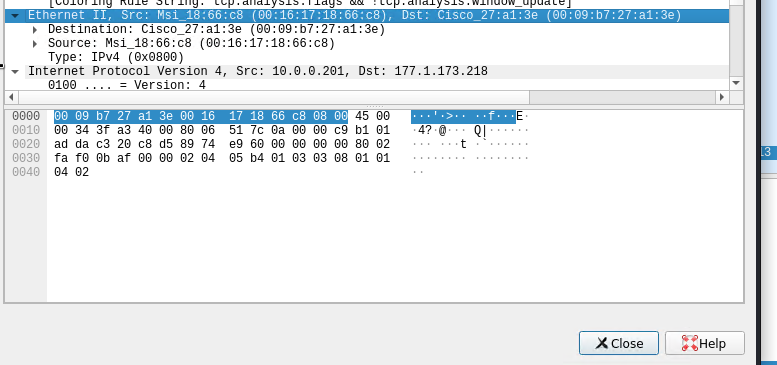 [Coloring Rule String: tcp.analysis.flags && !tcp.analysis.window_update]
Ethernet II, Src: Msi_18:66:c8 (00:16:17:18:66:c8), Dst: Cisco_27:a1:3e (00:09:b7:27:a1:3e)
Destination: Cisco_27:a1:3e (00:09:b7:27:a1:3e)
Source: Msi_18:66:c8 (00:16:17:18:66:c8)
Type: IPv4 (0x0800)
Internet Protocol Version 4, Src: 10.0.0.201, Dst: 177.1.173.218
0100 .... = Version: 4
0000 00 09 b7 27 a1 3e 00 16 17 18 66 c8 08 00 45 00 ···'·>·· ··f···E·
0010 00 34 3f a3 40 00 80 06 51 7c 0a 00 00 c9 b1 01 ·4?·@··· Q|······
0020 ad da c3 20 c8 d5 89 74 e9 60 00 00 00 00 80 02 ··· ···t ·`······
0030 fa f0 0b af 00 00 02 04 05 b4 01 03 03 08 01 01 ········ ········
0040 04 02 ··
13
Close Help